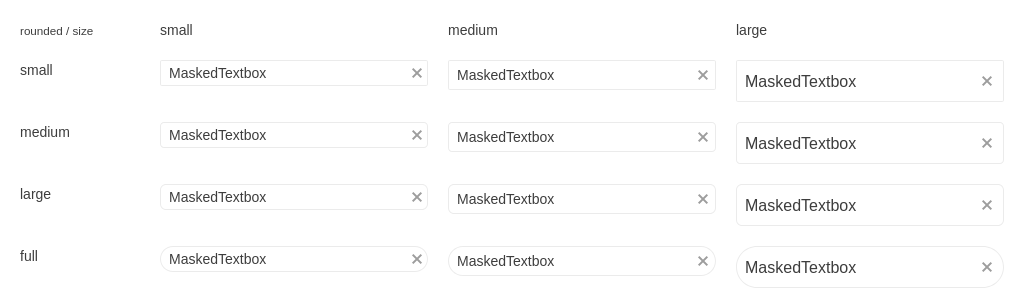 rounded / size small medium large
small MaskedTextbox MaskedTextbox MaskedTextbox
medium MaskedTextbox MaskedTextbox MaskedTextbox
large MaskedTextbox MaskedTextbox MaskedTextbox
full MaskedTextbox MaskedTextbox MaskedTextbox